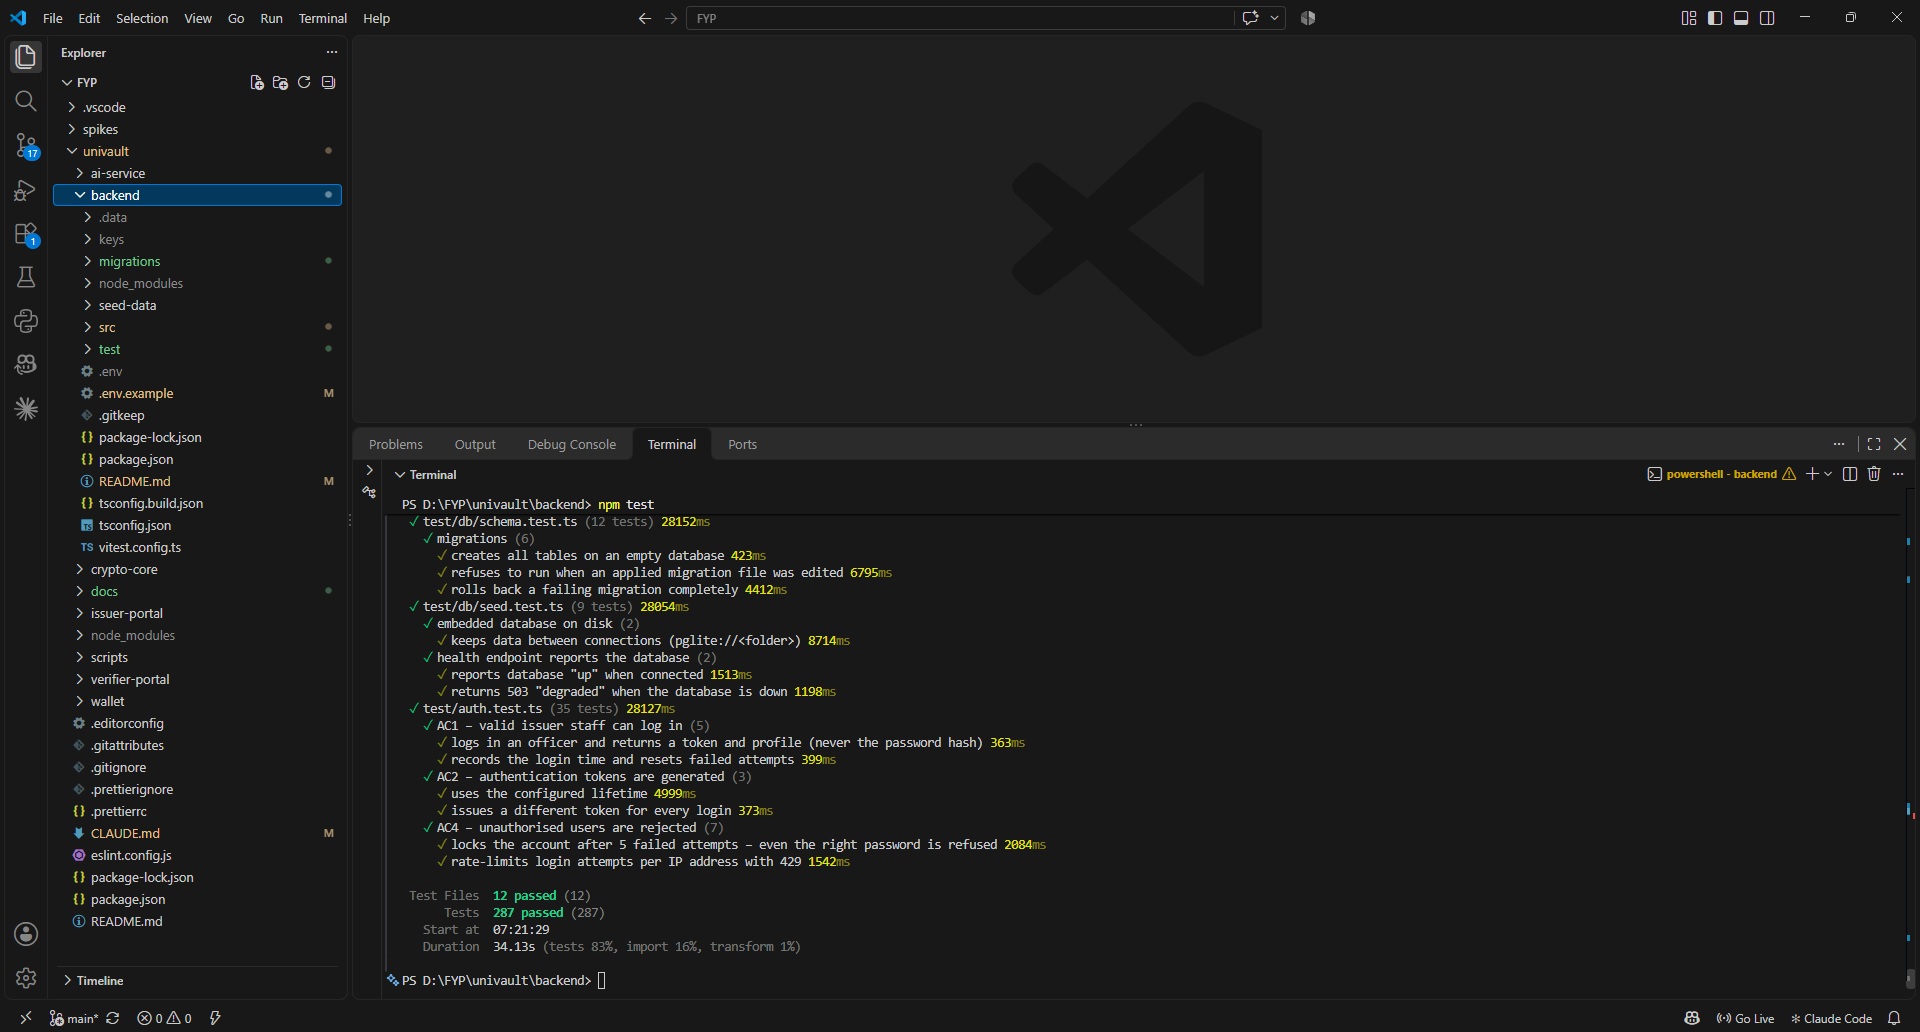 File Edit Selection View Go Run Terminal Help
FYP
Explorer
FYP
.vscode
spikes
univault
ai-service
backend
.data
keys
migrations
node_modules
seed-data
src
test
.env
.env.example M
.gitkeep
package-lock.json
package.json
README.md M
tsconfig.build.json
tsconfig.json
TS vitest.config.ts
crypto-core
docs
issuer-portal
node_modules
scripts
verifier-portal
wallet
.editorconfig
.gitattributes
.gitignore
.prettierignore
.prettierrc
CLAUDE.md M
eslint.config.js
package-lock.json
package.json
README.md
Timeline
17
1
Problems Output Debug Console Terminal Ports
Terminal
powershell - backend
PS D:\FYP\univault\backend> npm test
✓ test/db/schema.test.ts (12 tests) 28152ms
✓ migrations (6)
✓ creates all tables on an empty database 423ms
✓ refuses to run when an applied migration file was edited 6795ms
✓ rolls back a failing migration completely 4412ms
✓ test/db/seed.test.ts (9 tests) 28054ms
✓ embedded database on disk (2)
✓ keeps data between connections (pglite://<folder>) 8714ms
✓ health endpoint reports the database (2)
✓ reports database "up" when connected 1513ms
✓ returns 503 "degraded" when the database is down 1198ms
✓ test/auth.test.ts (35 tests) 28127ms
✓ AC1 – valid issuer staff can log in (5)
✓ logs in an officer and returns a token and profile (never the password hash) 363ms
✓ records the login time and resets failed attempts 399ms
✓ AC2 – authentication tokens are generated (3)
✓ uses the configured lifetime 4999ms
✓ issues a different token for every login 373ms
✓ AC4 – unauthorised users are rejected (7)
✓ locks the account after 5 failed attempts – even the right password is refused 2084ms
✓ rate-limits login attempts per IP address with 429 1542ms
Test Files 12 passed (12)
Tests 287 passed (287)
Start at 07:21:29
Duration 34.13s (tests 83%, import 16%, transform 1%)
PS D:\FYP\univault\backend>
main* 0 0 Go Live Claude Code